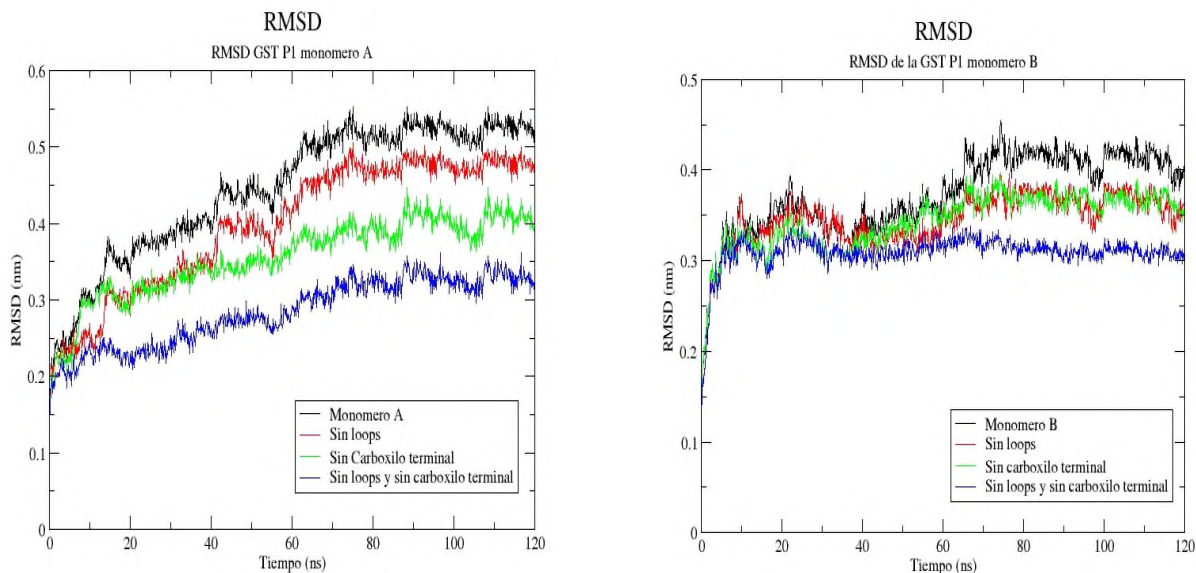 RMSD
RMSD GST P1 monomero A
0.6
0.5
0.4
0.3
0.2
0.1
0
RMSD (nm)
Monomero A
Sin loops
Sin Carboxilo terminal
Sin loops y sin carboxilo terminal
0 20 40 60 80 100 120
Tiempo (ns)
RMSD
RMSD de la GST P1 monomero B
0.5
0.4
0.3
0.2
0.1
0
RMSD (nm)
Monomero B
Sin loops
Sin carboxilo terminal
Sin loops y sin carboxilo terminal
0 20 40 60 80 100 120
Tiempo (ns)